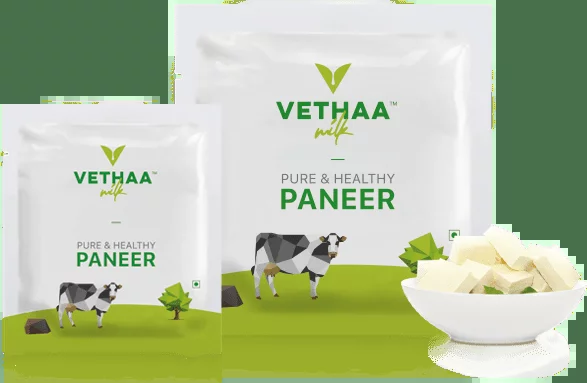 VETHAA™
milk
PURE & HEALTHY
PANEER
VETHAA™
milk
PURE & HEALTHY
PANEER